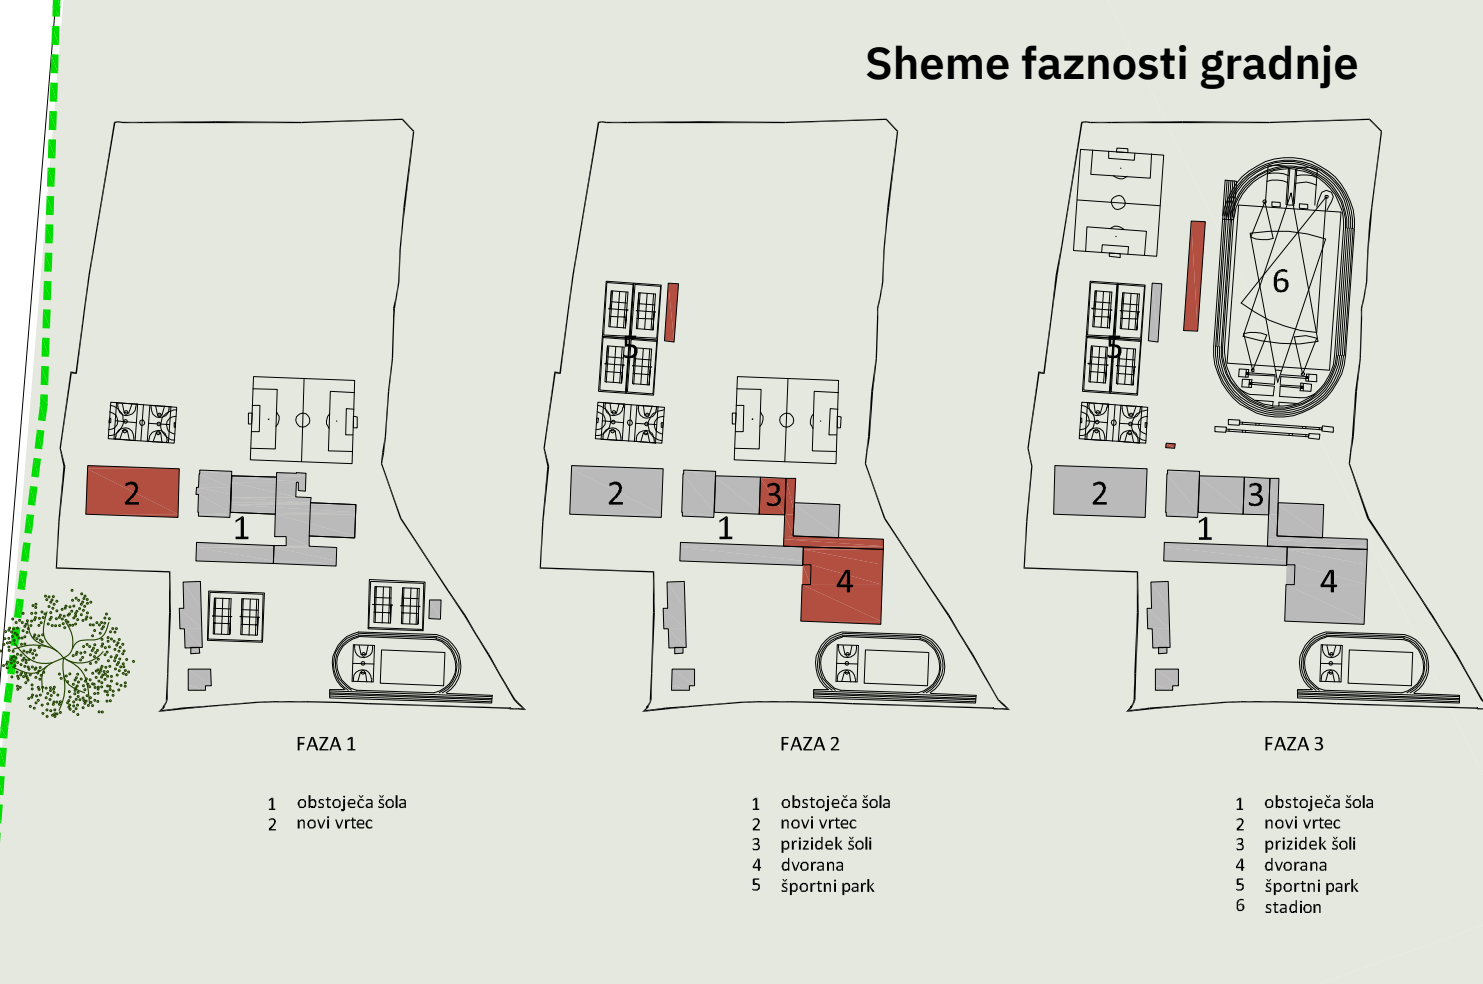 Sheme faznosti gradnje
2
1
5
2
3
1
4
6
5
2
3
1
4
FAZA 1
1 obstoječa šola
2 novi vrtec
FAZA 2
1 obstoječa šola
2 novi vrtec
3 prizidek šoli
4 dvorana
5 športni park
FAZA 3
1 obstoječa šola
2 novi vrtec
3 prizidek šoli
4 dvorana
5 športni park
6 stadion